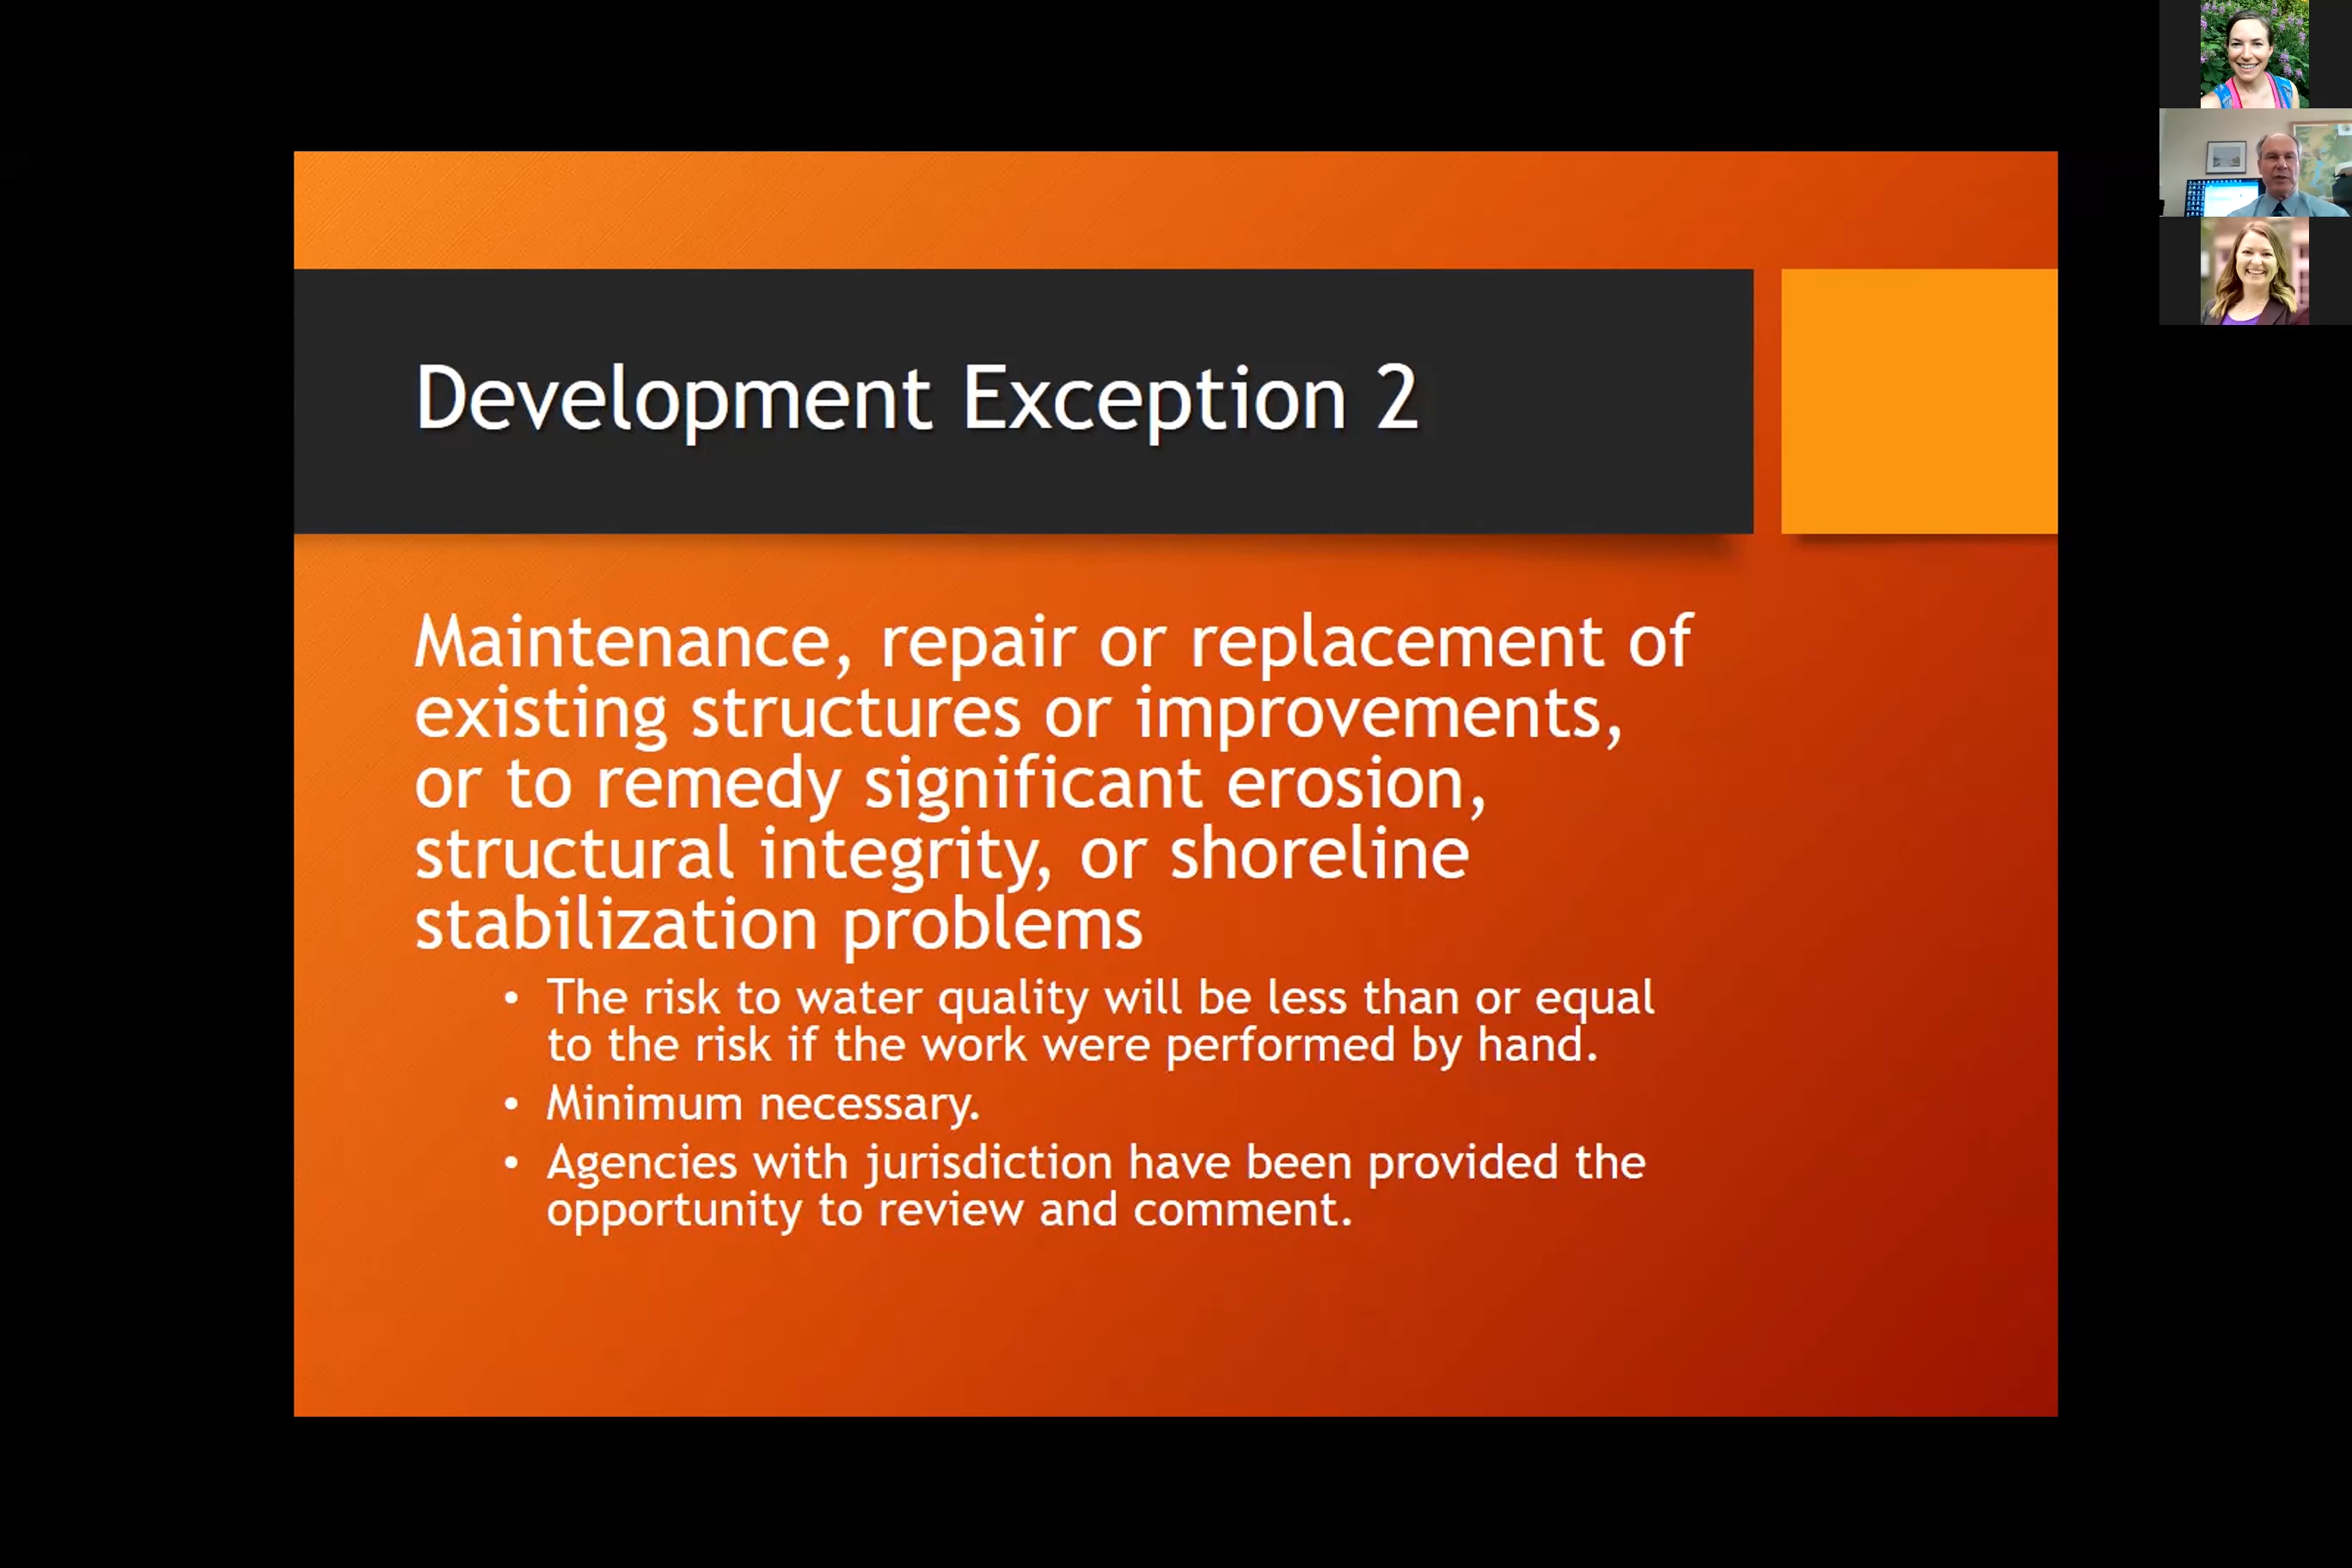 Development Exception 2
Maintenance, repair or replacement of
existing structures or improvements,
or to remedy significant erosion,
structural integrity, or shoreline
stabilization problems
• The risk to water quality will be less than or equal
to the risk if the work were performed by hand.
• Minimum necessary.
• Agencies with jurisdiction have been provided the
opportunity to review and comment.